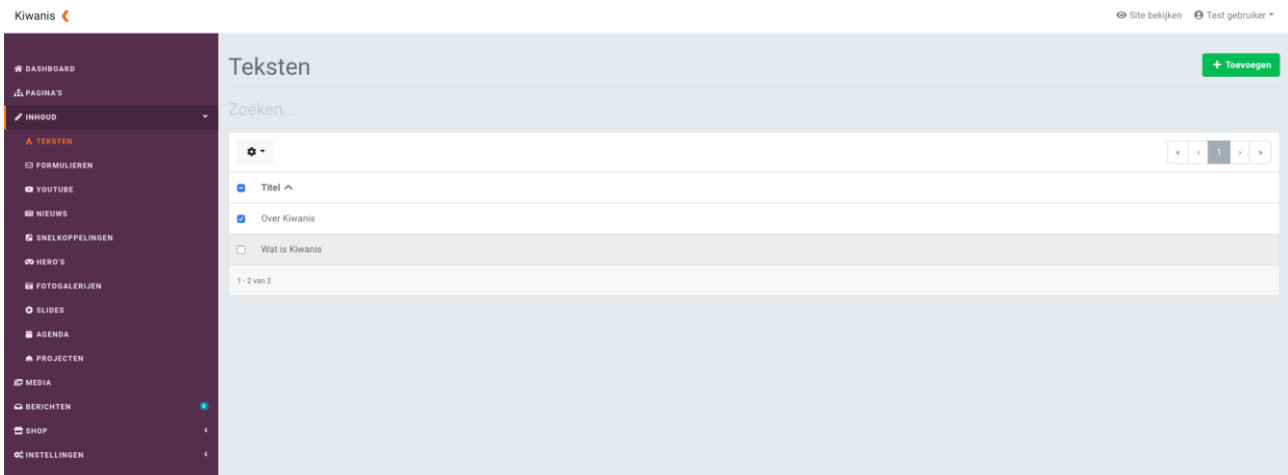 Kiwanis
Site bekijken
Test gebruiker
DASHBOARD
PAGINA'S
INHOUD
TEKSTEN
FORMULIEREN
YOUTUBE
NIEUWS
SNELKOPPELINGEN
HERO'S
FOTOGALERIJEN
SLIDES
AGENDA
PROJECTEN
MEDIA
BERICHTEN 0
SHOP
INSTELLINGEN
Teksten
+ Toevoegen
Zoeken...
« ‹ 1 › »
Titel
Over Kiwanis
Wat is Kiwanis
1 - 2 van 2